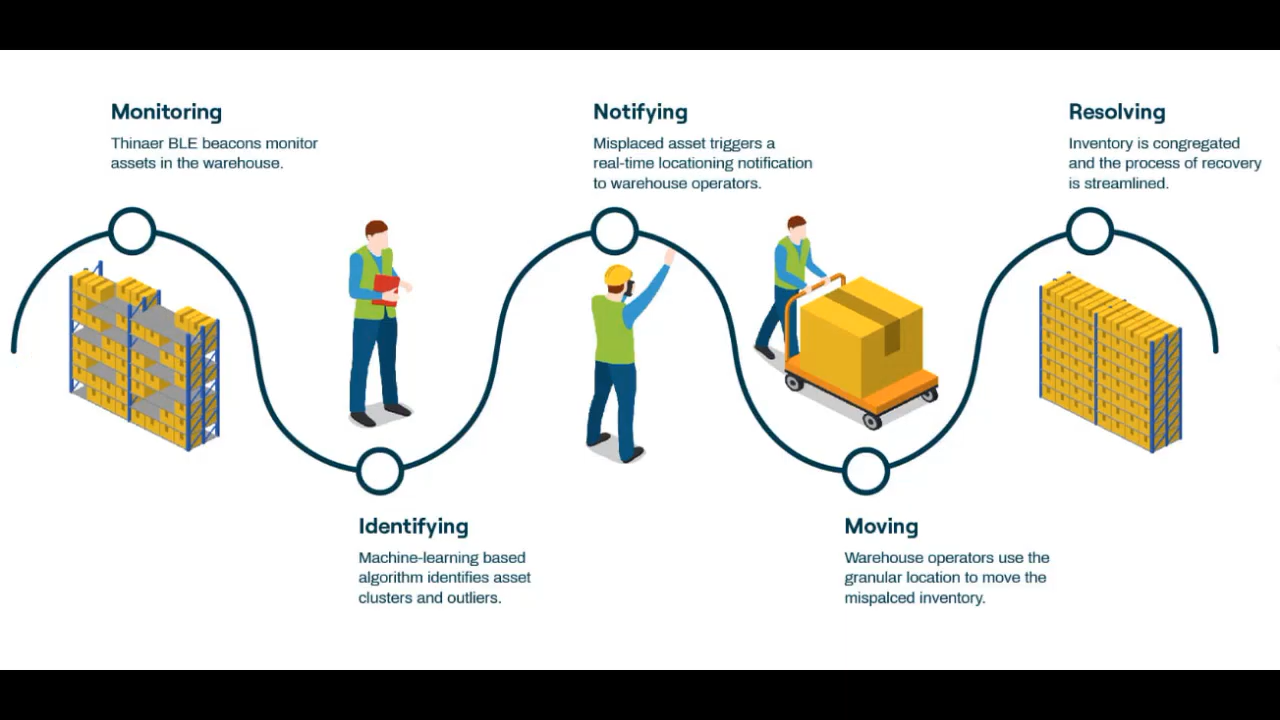 Monitoring
Thinaer BLE beacons monitor
assets in the warehouse.
Identifying
Machine-learning based
algorithm identifies asset
clusters and outliers.
Notifying
Misplaced asset triggers a
real-time locationing notification
to warehouse operators.
Moving
Warehouse operators use the
granular location to move the
mispalced inventory.
Resolving
Inventory is congregated
and the process of recovery
is streamlined.